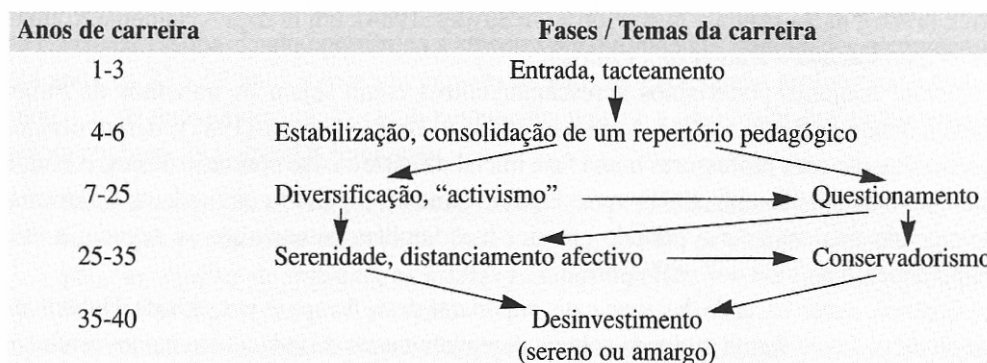 Anos de carreira Fases / Temas da carreira
1-3 Entrada, tacteamento
4-6 Estabilização, consolidação de um repertório pedagógico
7-25 Diversificação, “activismo” Questionamento
25-35 Serenidade, distanciamento afectivo Conservadorismo
35-40 Desinvestimento
(sereno ou amargo)